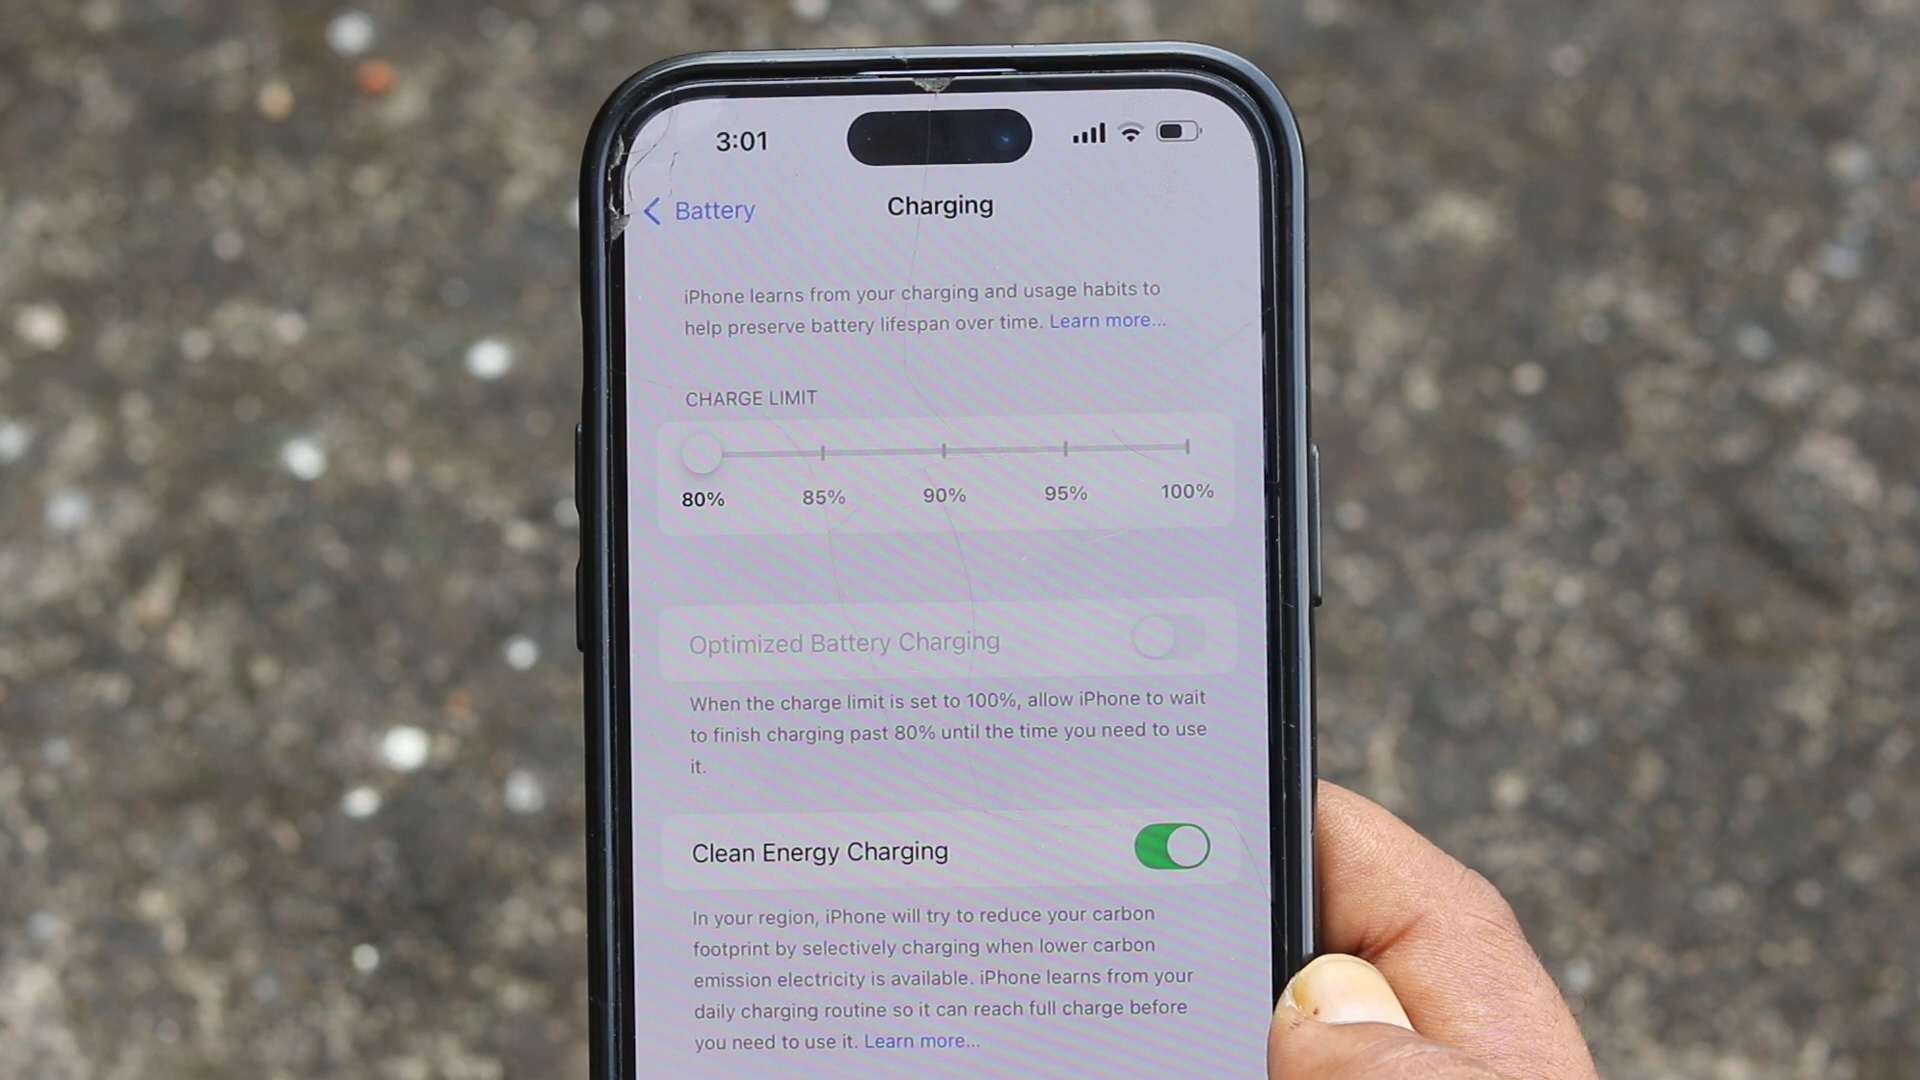 3:01
Battery
Charging
iPhone learns from your charging and usage habits to
help preserve battery lifespan over time. Learn more...
CHARGE LIMIT
80% 85% 90% 95% 100%
Optimized Battery Charging
When the charge limit is set to 100%, allow iPhone to wait
to finish charging past 80% until the time you need to use
it.
Clean Energy Charging
In your region, iPhone will try to reduce your carbon
footprint by selectively charging when lower carbon
emission electricity is available. iPhone learns from your
daily charging routine so it can reach full charge before
you need to use it. Learn more...